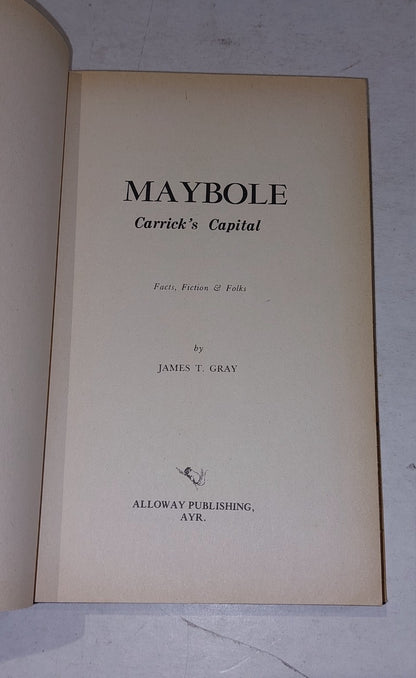 MAYBOLE
Carrick's Capital
Facts, Fiction & Folks
by
JAMES T. GRAY
ALLOWAY PUBLISHING,
AYR.